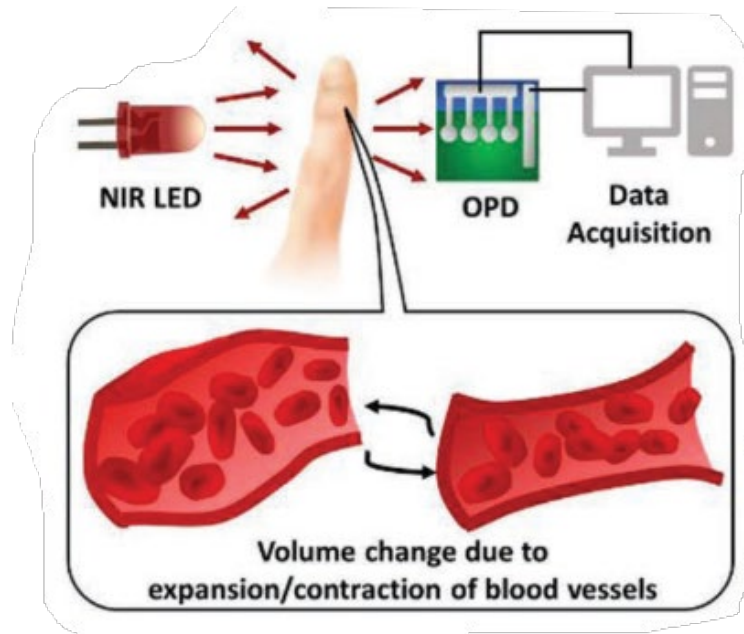 NIR LED
OPD
Data
Acquisition
Volume change due to
expansion/contraction of blood vessels